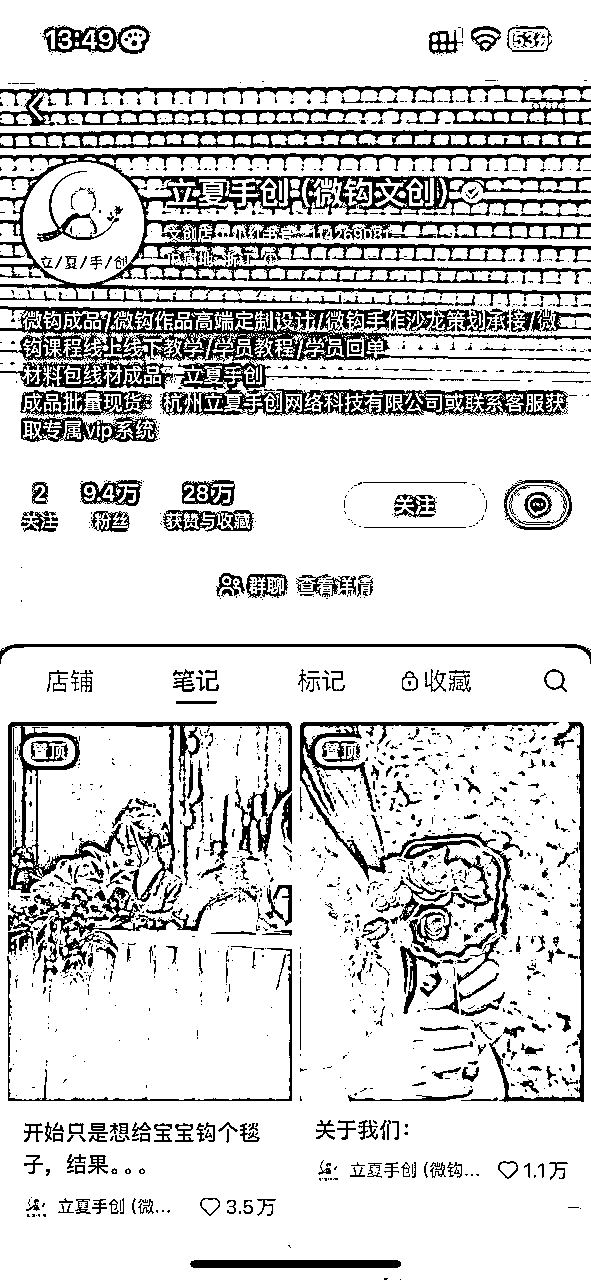 13:49
53
立夏手创（微钩文创）
立/夏/手/创
微钩成品/微钩作品高端定制设计/微钩手作沙龙策划承接/微
钩课程线上线下教学/学员教程/学员回单
材料包线材成品：立夏手创
成品批量现货：杭州立夏手创网络科技有限公司或联系客服获
取专属vip系统
2 9.4万 28万
关注 粉丝 获赞与收藏 关注
群聊 查看详情
店铺 笔记 标记 收藏
置顶 置顶
开始只是想给宝宝钩个毯
子，结果。。。
立夏手创（微... 3.5万
关于我们：
立夏手创（微钩... 1.1万